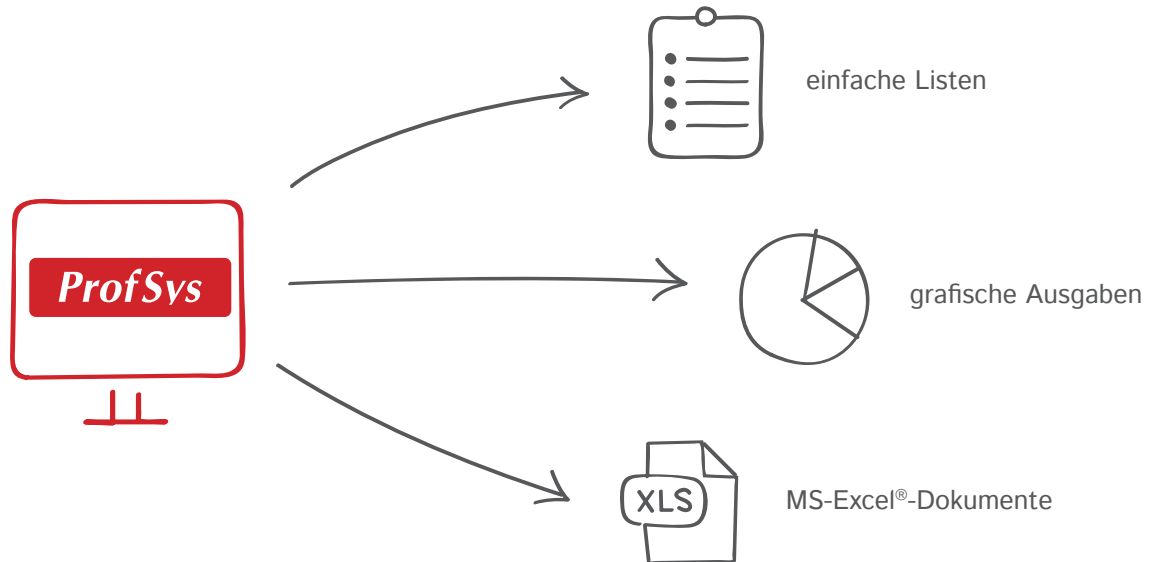 einfache Listen
ProfSys
grafische Ausgaben
XLS
MS-Excel®-Dokumente